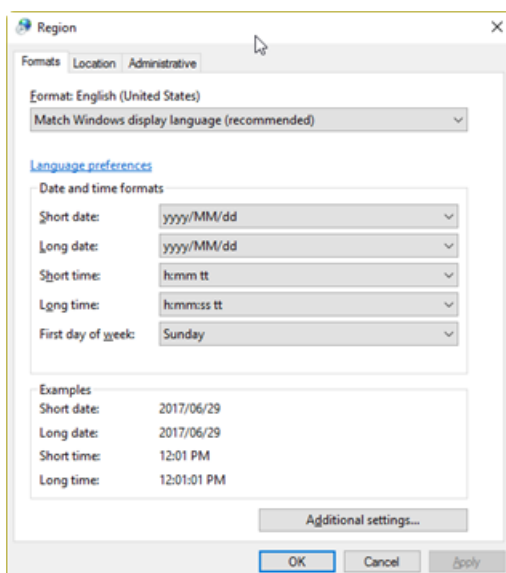 Region
Formats Location Administrative
Format: English (United States)
Match Windows display language (recommended)
Language preferences
Date and time formats
Short date: yyyy/MM/dd
Long date: yyyy/MM/dd
Short time: h:mm tt
Long time: h:mm:ss tt
First day of week: Sunday
Examples
Short date: 2017/06/29
Long date: 2017/06/29
Short time: 12:01 PM
Long time: 12:01:01 PM
Additional settings...
OK Cancel Apply